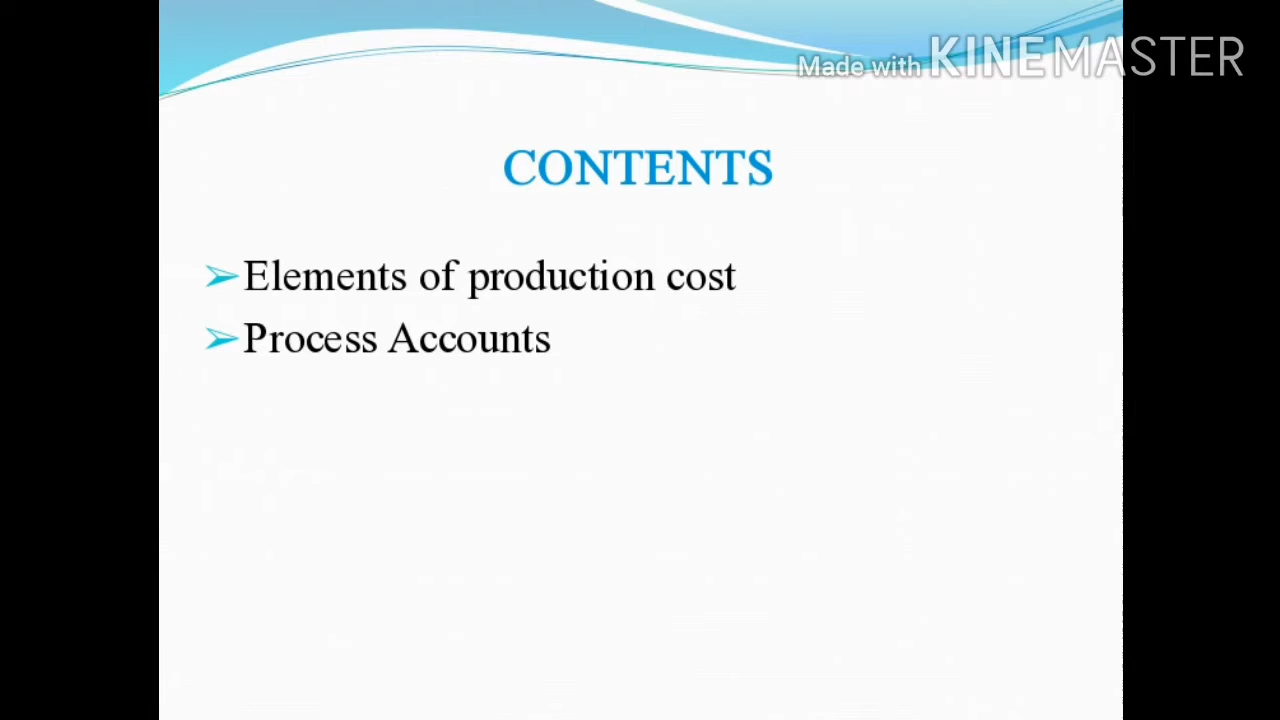 Made with KINEMASTER
CONTENTS
➢Elements of production cost
➢Process Accounts